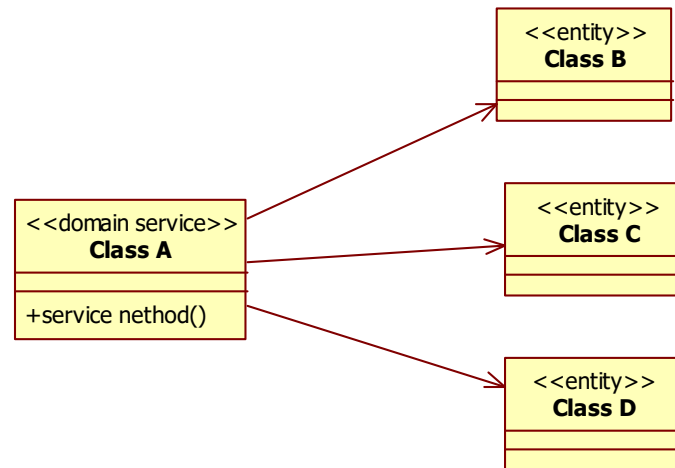 <<entity>>
Class B
<<domain service>>
Class A
+service nethod()
<<entity>>
Class C
<<entity>>
Class D